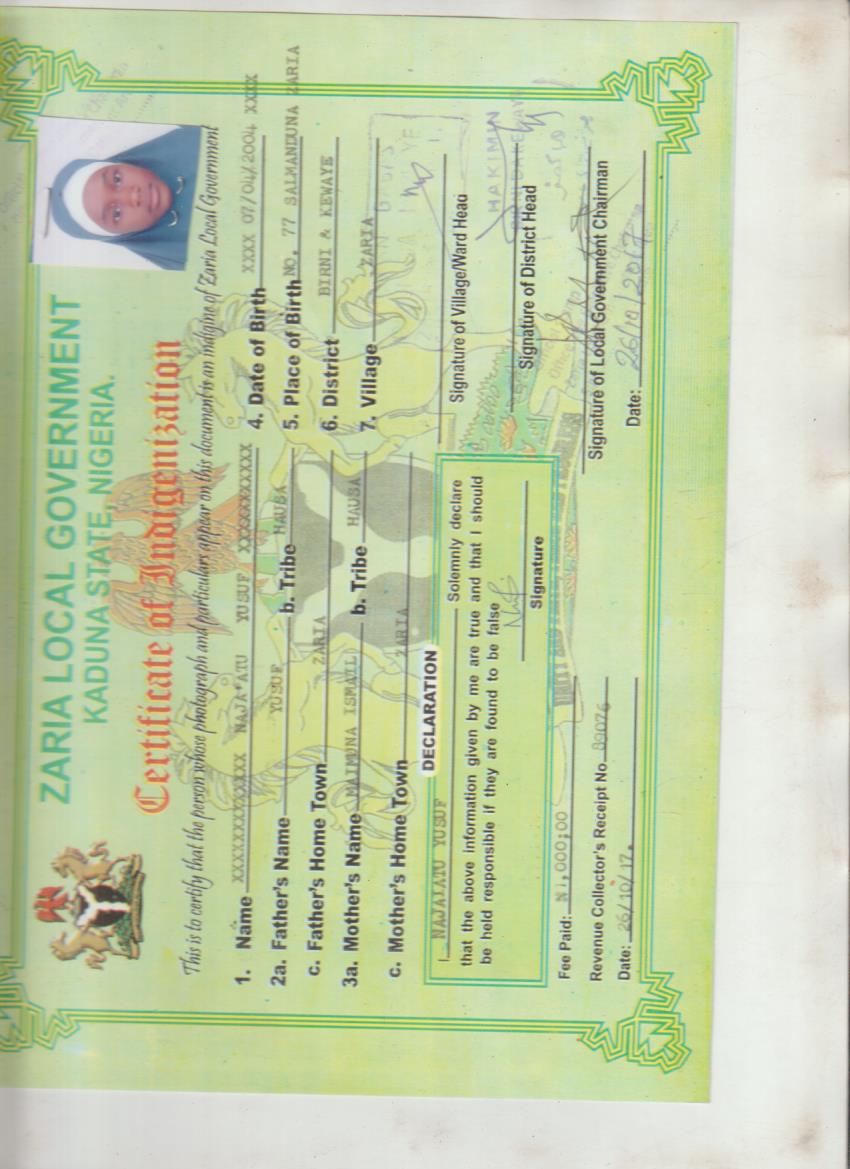 ZARIA LOCAL GOVERNMENT
KADUNA STATE, NIGERIA.
Certificate of Indigenization
This is to certify that the person whose photograph and particulars appear on this document is an indigine of Zaria Local Government
1. Name XXXXXXXXXXXXXX NAJA'ATU YUSUF XXXXXXXXXXX
2a. Father's Name YUSUF b. Tribe HAUSA
c. Father's Home Town ZARIA
3a. Mother's Name MAIMUNA ISMAIL b. Tribe HAUSA
c. Mother's Home Town ZARIA
4. Date of Birth XXXX 07/04/2004 XXXX
5. Place of Birth NO. 77 SALMANDUNA ZARIA
6. District BIRNI & KEWAYE
7. Village ZARIA
DECLARATION
I, NAJA'ATU YUSUF Solemnly declare
that the above information given by me are true and that I should
be held responsible if they are found to be false
Signature
Signature of Village/Ward Head
HAKIMIN
Signature of District Head
Signature of Local Government Chairman
Date: 26/10/2017
Fee Paid: N1,000;00
Revenue Collector's Receipt No. 80076
Date: 26/10/17.